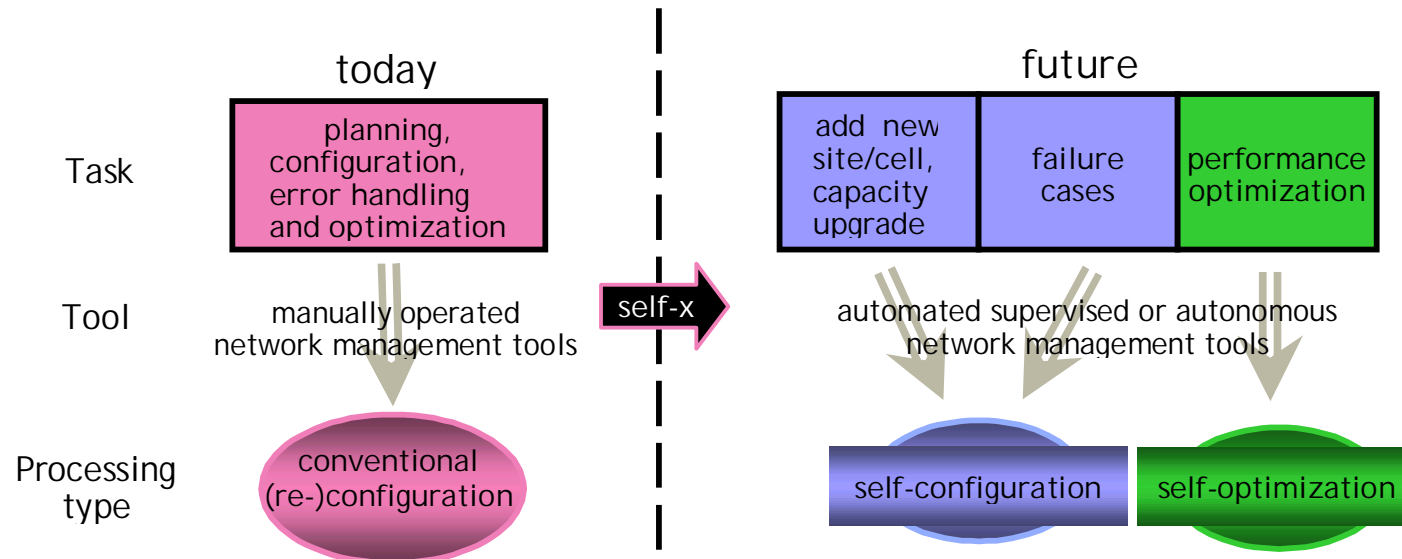 today
future
Task
planning,
configuration,
error handling
and optimization
add new
site/cell,
capacity
upgrade
failure
cases
performance
optimization
Tool
manually operated
network management tools
self-x
automated supervised or autonomous
network management tools
Processing
type
conventional
(re-)configuration
self-configuration
self-optimization